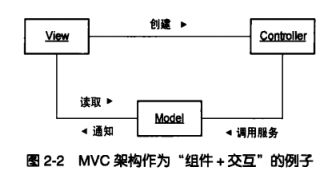 创建 ►
View
Controller
读取 ►
Model
◄ 通知
◄ 调用服务
图 2-2 MVC 架构作为“组件 + 交互”的例子